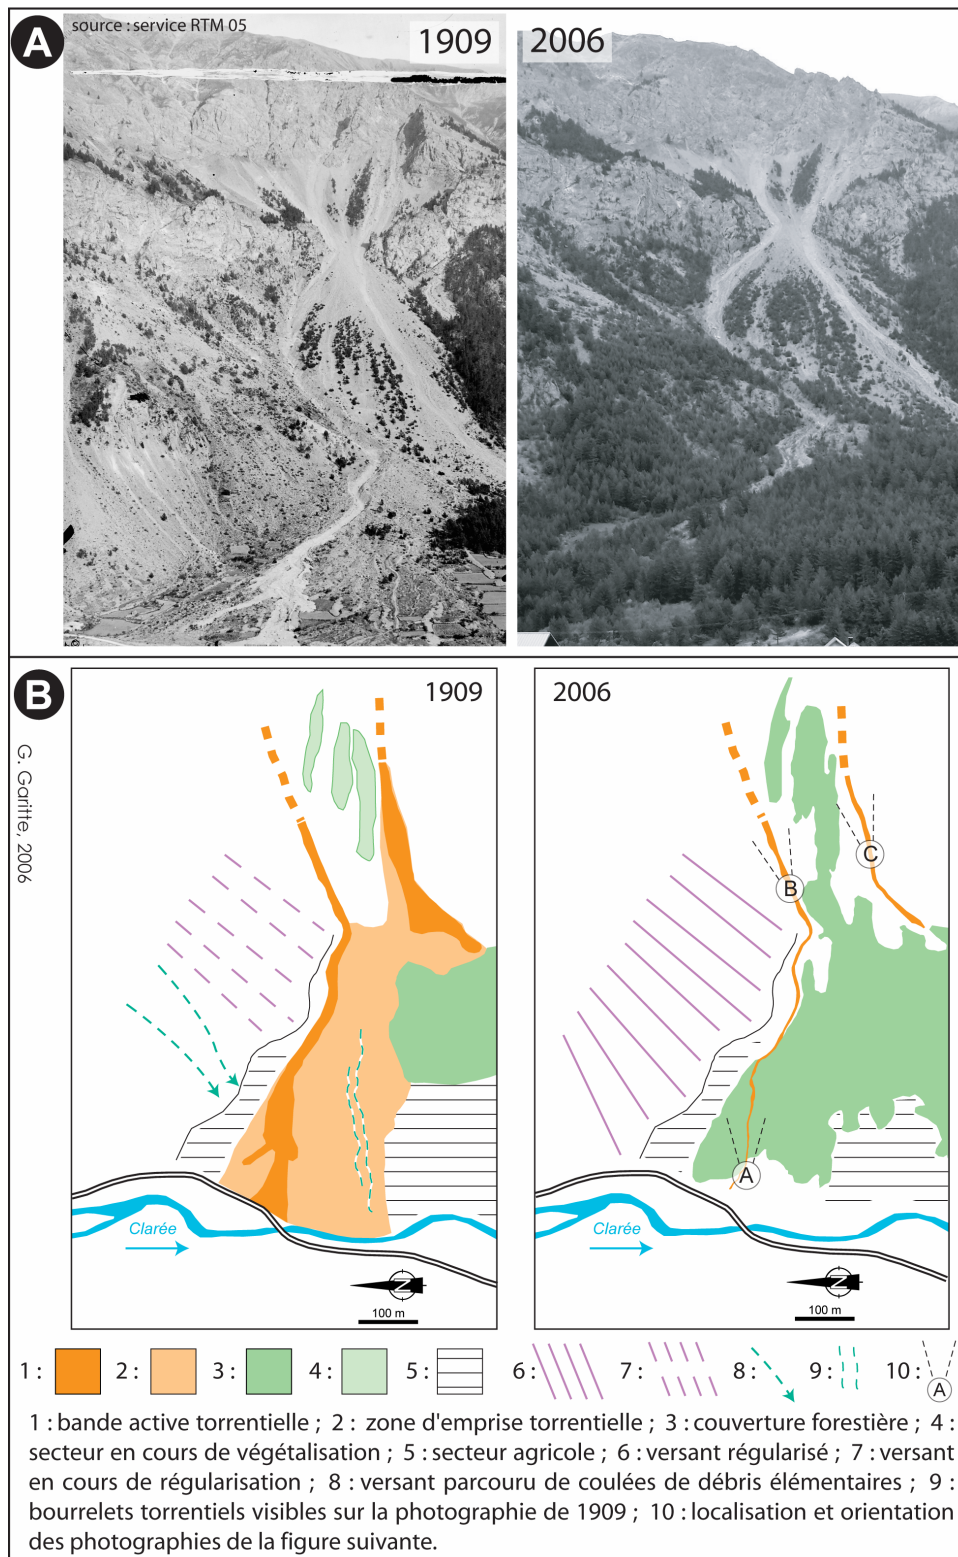 A
source : service RTM 05
1909
2006
B
G. Garitte, 2006
1909
2006
C
B
A
Clarée
Clarée
N
N
100 m
100 m
1 : 2 : 3 : 4 : 5 : 6 : 7 : 8 : 9 : 10 : A
1 : bande active torrentielle ; 2 : zone d'emprise torrentielle ; 3 : couverture forestière ; 4 :
secteur en cours de végétalisation ; 5 : secteur agricole ; 6 : versant régularisé ; 7 : versant
en cours de régularisation ; 8 : versant parcouru de coulées de débris élémentaires ; 9 :
bourrelets torrentiels visibles sur la photographie de 1909 ; 10 : localisation et orientation
des photographies de la figure suivante.